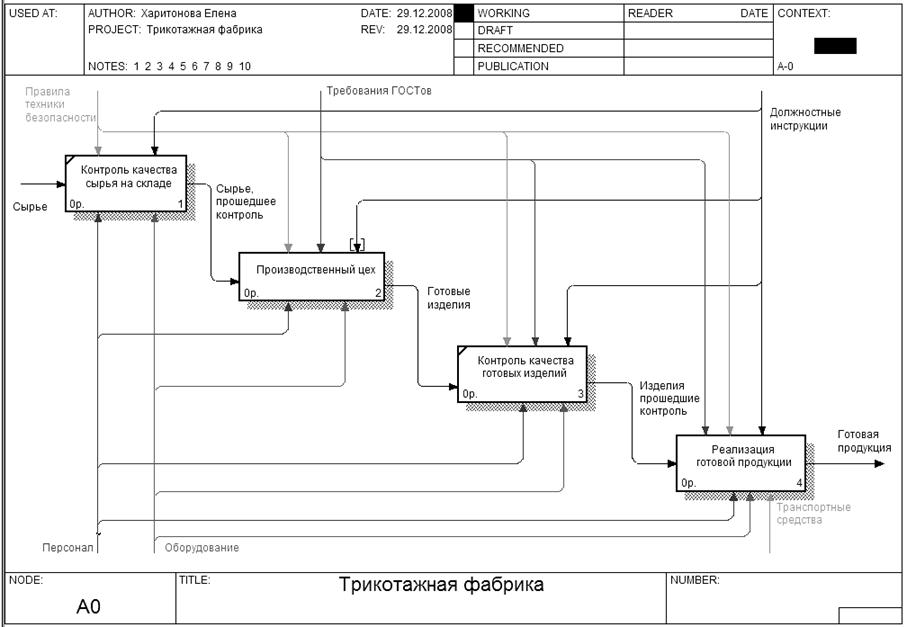 USED AT:
AUTHOR: Харитонова Елена
DATE: 29.12.2008
WORKING
READER
DATE
CONTEXT:
PROJECT: Трикотажная фабрика
REV: 29.12.2008
DRAFT
RECOMMENDED
NOTES: 1 2 3 4 5 6 7 8 9 10
PUBLICATION
A-0
Правила
техники
безопасности
Требования ГОСТов
Должностные
инструкции
Контроль качества
сырья на складе
0р.
1
Сырье
Сырье,
прошедшее
контроль
Производственный цех
0р.
2
Готовые
изделия
Контроль качества
готовых изделий
0р.
3
Изделия
прошедшие
контроль
Реализация
готовой продукции
0р.
4
Готовая
продукция
Транспортные
средства
Персонал
Оборудование
NODE:
A0
TITLE:
Трикотажная фабрика
NUMBER: